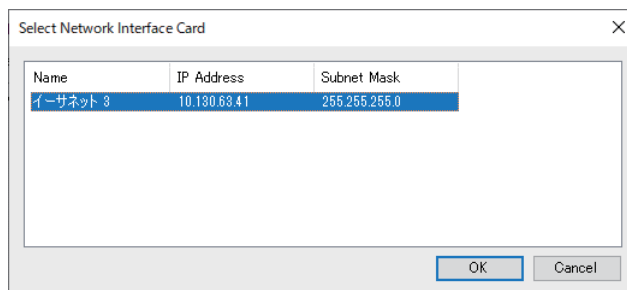 Select Network Interface Card
Name IP Address Subnet Mask
イーサネット 3 10.130.63.41 255.255.255.0
OK Cancel